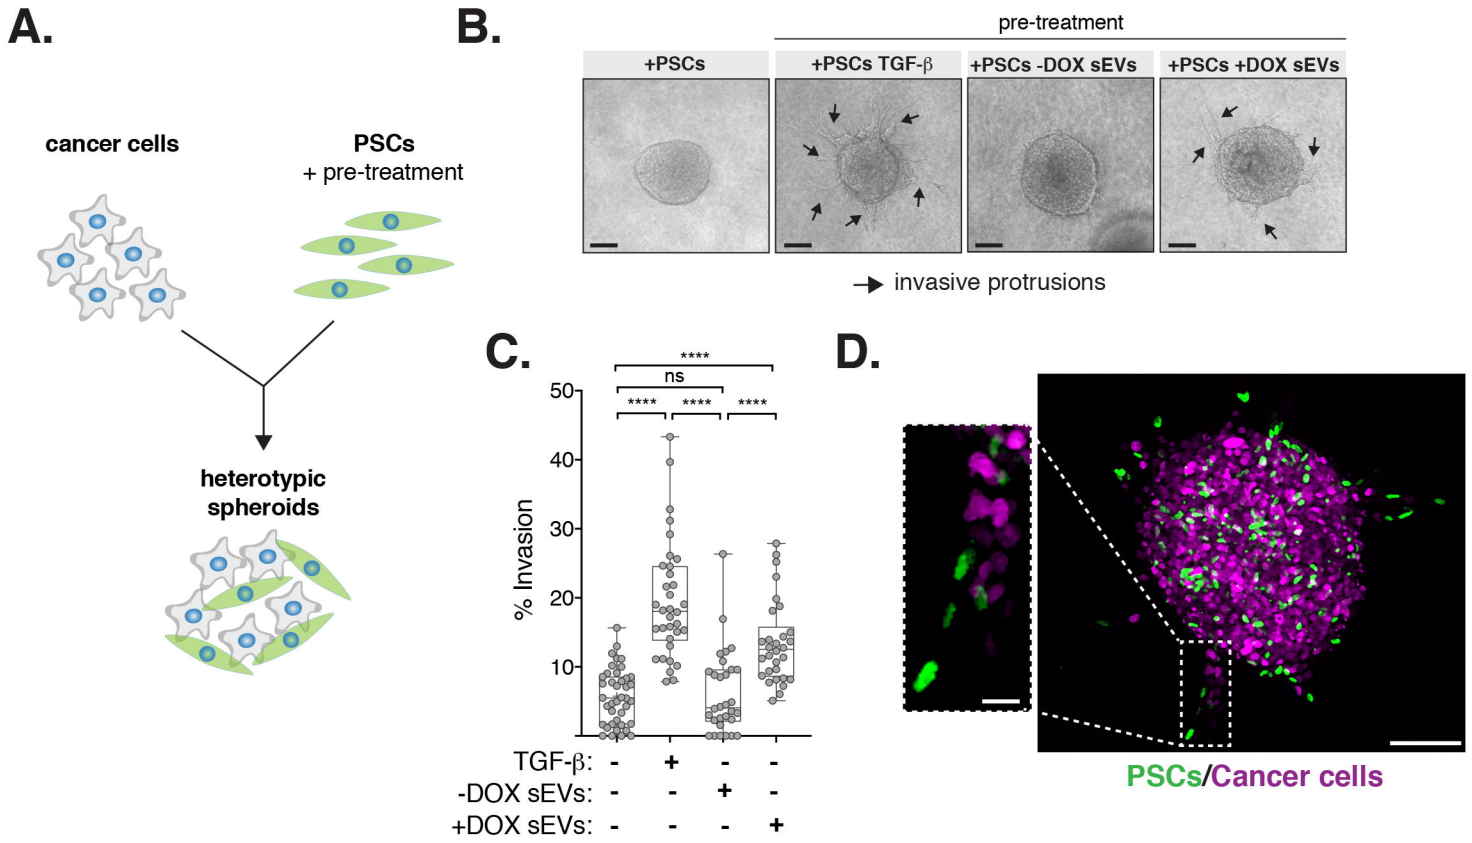 A.
cancer cells
PSCs
+ pre-treatment
heterotypic
spheroids
B.
pre-treatment
+PSCs
+PSCs TGF-β
+PSCs -DOX sEVs
+PSCs +DOX sEVs
invasive protrusions
C.
****
ns
**** **** ****
% Invasion
50
40
30
20
10
TGF-β: - + - -
-DOX sEVs: - - + -
+DOX sEVs: - - - +
D.
PSCs/Cancer cells